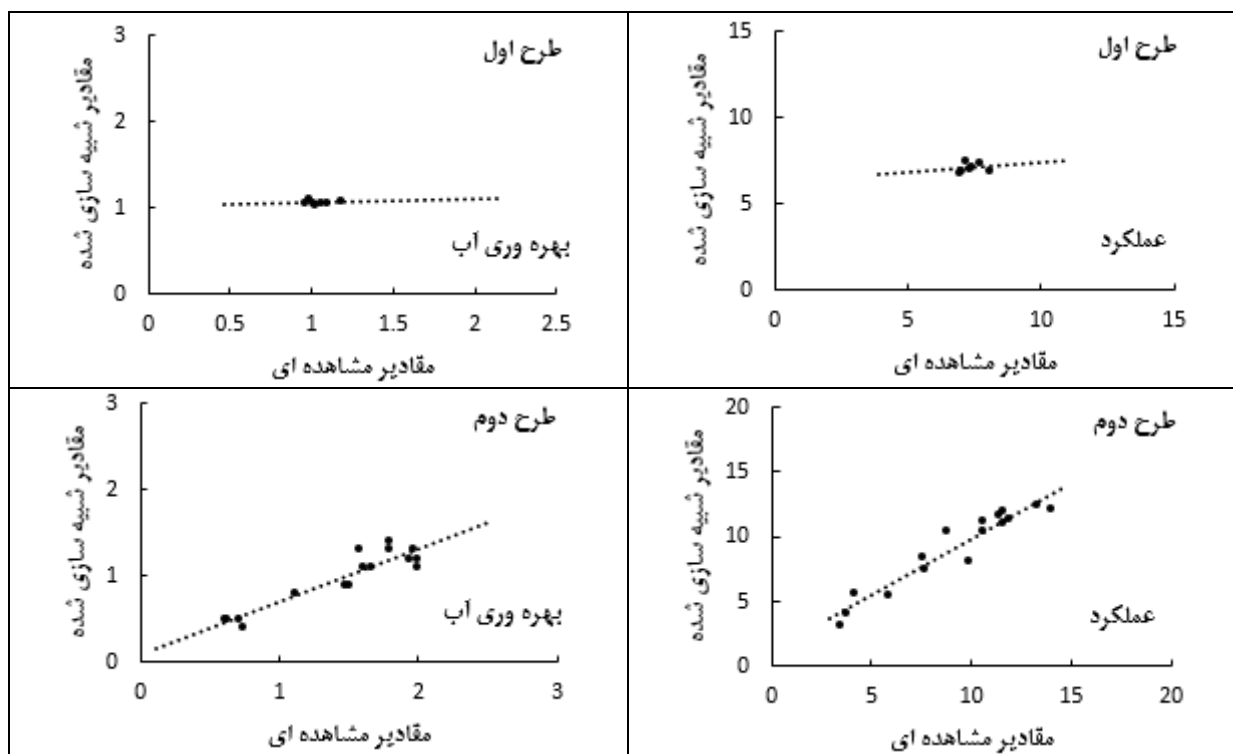 طرح اول
مقادیر شبیه سازی شده
3
2
1
0
بهره وری آب
0 0.5 1 1.5 2 2.5
مقادیر مشاهده ای
طرح اول
مقادیر شبیه سازی شده
15
10
5
0
عملکرد
0 5 10 15
مقادیر مشاهده ای
طرح دوم
مقادیر شبیه سازی شده
3
2
1
0
بهره وری آب
0 1 2 3
مقادیر مشاهده ای
طرح دوم
مقادیر شبیه سازی شده
20
15
10
5
0
عملکرد
0 5 10 15 20
مقادیر مشاهده ای